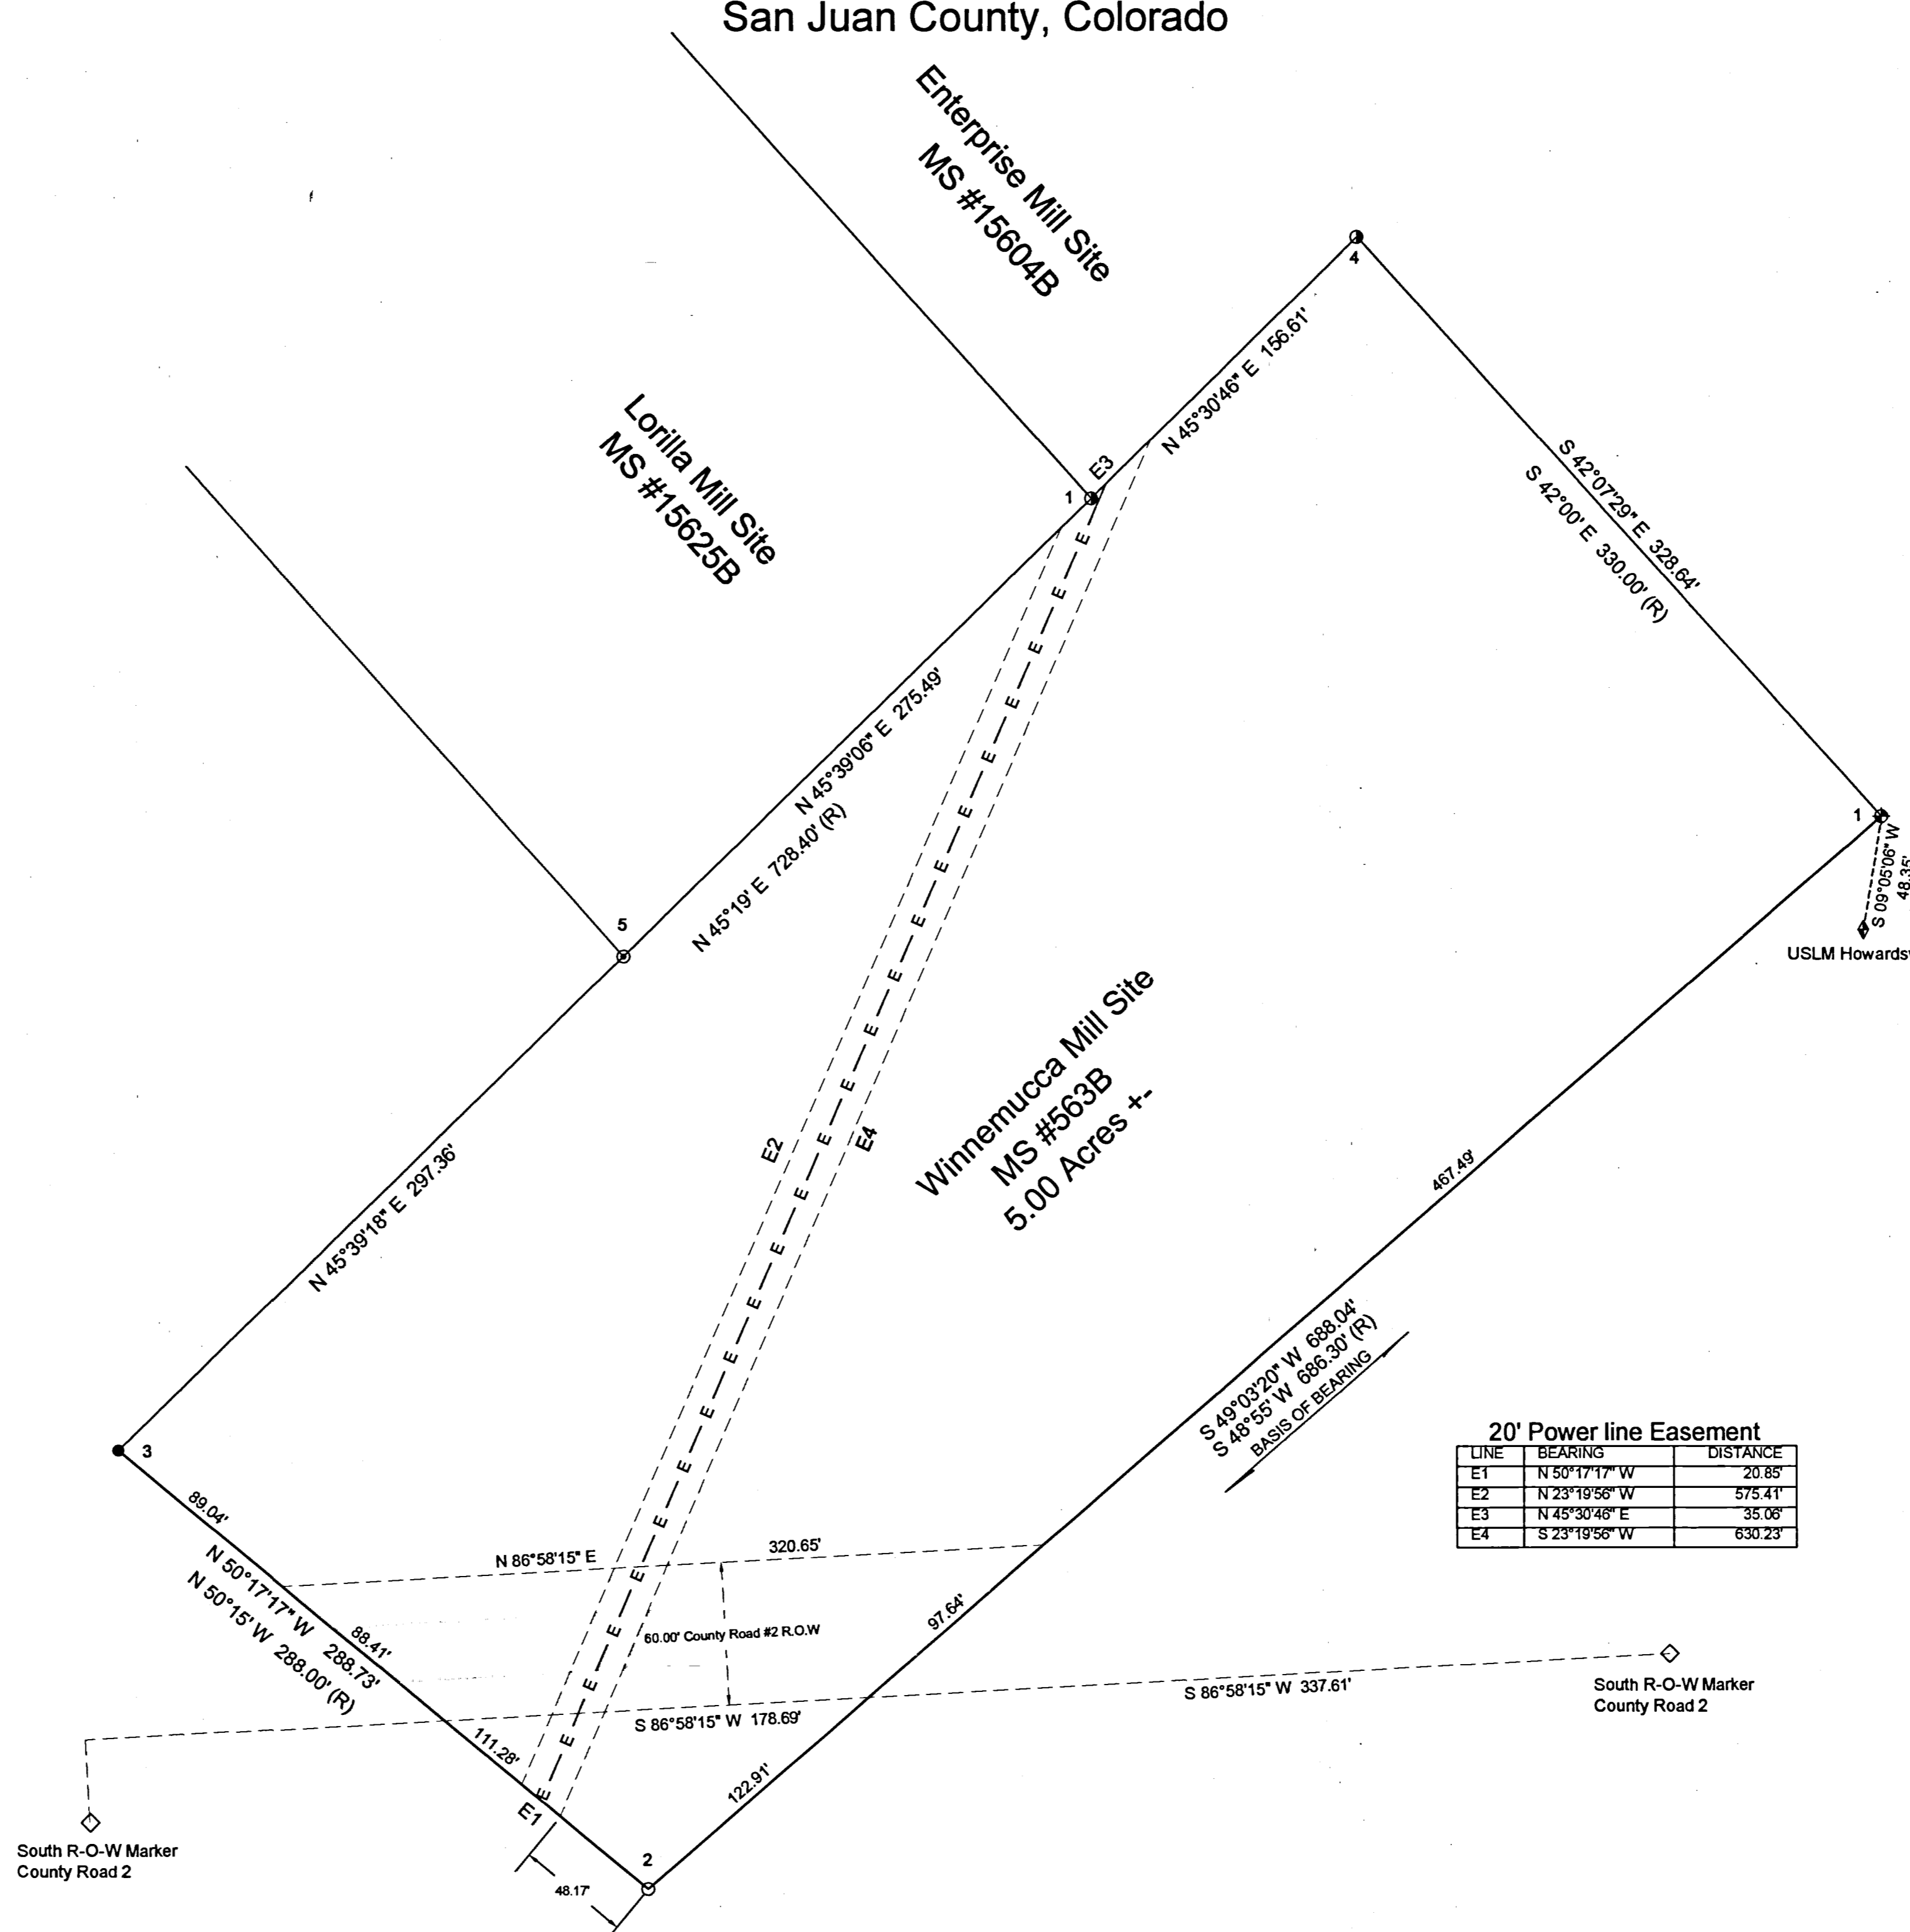 San Juan County, Colorado
Enterprise Mill Site
MS #15604B
4
N 45°30'46" E 156.61'
E3
1
Lorilla Mill Site
MS #15625B
S 42°07'29" E 328.64'
S 42°00' E 330.00' (R)
N 45°39'06" E 275.49'
N 45°19' E 728.40' (R)
1
S 09°05'06" W
48.35'
USLM
5
E E E E E E E E E E E E E E E E E E E E E E E E
E2
E4
Winnemucca Mill Site
MS #563B
5.00 Acres +-
467.49'
N 45°39'18" E 297.36'
S 49°03'20" W 688.04'
S 48°55' W 686.30' (R)
BASIS OF BEARING
3
89.04'
20' Power line Easement
LINE BEARING DISTANCE
E1 N 50°17'17" W 20.85'
E2 N 23°19'56" W 575.41'
E3 N 45°30'46" E 35.06'
E4 S 23°19'56" W 630.23'
N 86°58'15" E 320.65'
N 50°17'17" W 288.73'
N 50°15' W 288.00' (R)
88.41'
97.64'
60.00' County Road #2 R.O.W
S 86°58'15" W 337.61'
South R-O-W Marker
County Road 2
S 86°58'15" W 178.69'
111.28'
122.91'
E1
South R-O-W Marker
County Road 2
2
48.17'